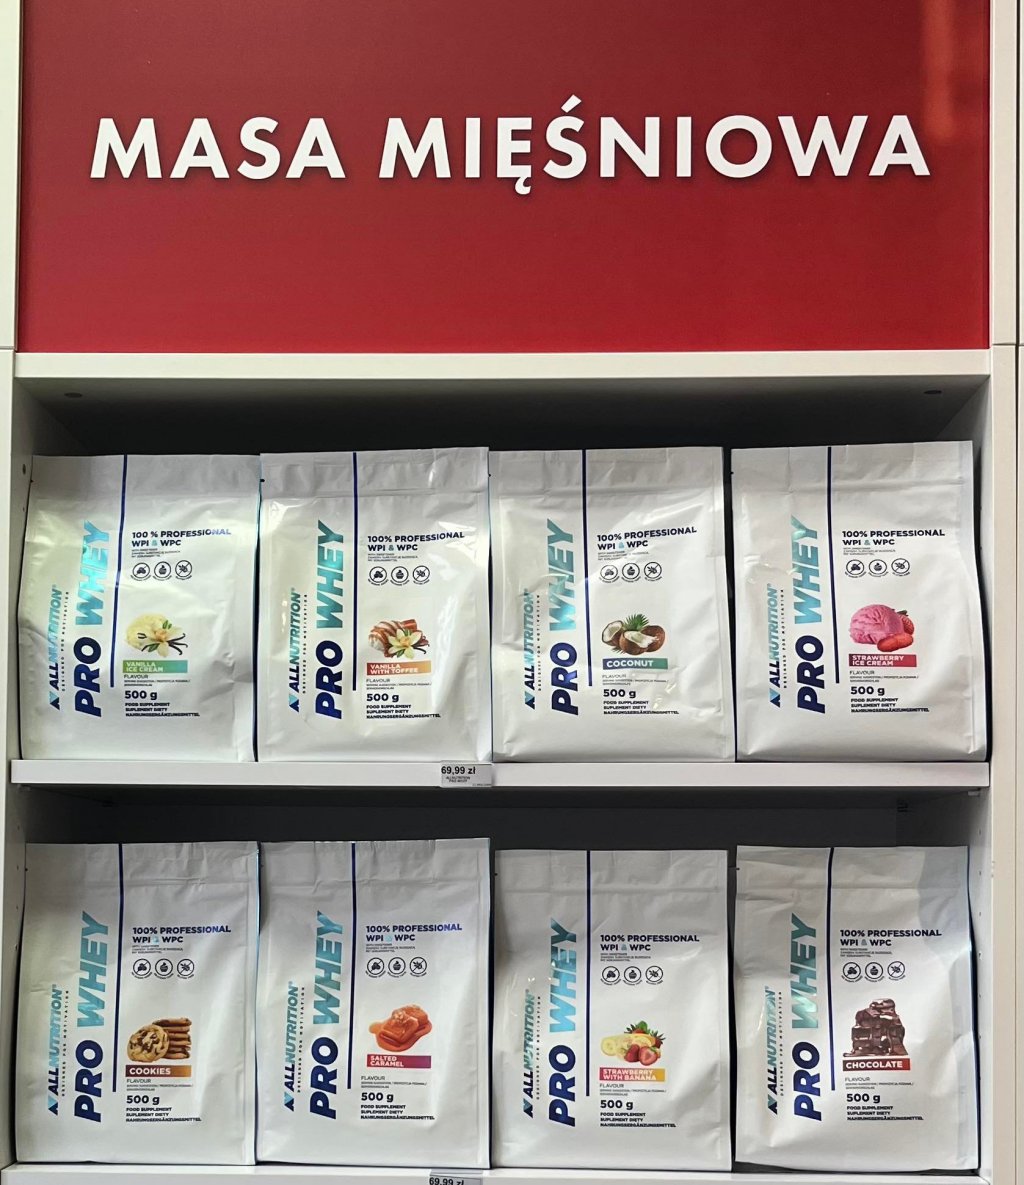 MASA MIĘŚNIOWA
ALLNUTRITION®
PRO WHEY
100% PROFESSIONAL
WPI & WPC
VANILLA
ICE CREAM
FLAVOUR
500 g
FOOD SUPPLEMENT
SUPLEMENT DIETY
NAHRUNGSERGÄNZUNGSMITTEL
ALLNUTRITION®
PRO WHEY
100% PROFESSIONAL
WPI & WPC
VANILLA
WITH TOFFEE
FLAVOUR
500 g
FOOD SUPPLEMENT
SUPLEMENT DIETY
NAHRUNGSERGÄNZUNGSMITTEL
ALLNUTRITION®
PRO WHEY
100% PROFESSIONAL
WPI & WPC
COCONUT
FLAVOUR
500 g
FOOD SUPPLEMENT
SUPLEMENT DIETY
NAHRUNGSERGÄNZUNGSMITTEL
ALLNUTRITION®
PRO WHEY
100% PROFESSIONAL
WPI & WPC
STRAWBERRY
ICE CREAM
FLAVOUR
500 g
FOOD SUPPLEMENT
SUPLEMENT DIETY
NAHRUNGSERGÄNZUNGSMITTEL
69,99 zł
ALLNUTRITION
ALLNUTRITION®
PRO WHEY
100% PROFESSIONAL
WPI & WPC
COOKIES
FLAVOUR
500 g
FOOD SUPPLEMENT
SUPLEMENT DIETY
NAHRUNGSERGÄNZUNGSMITTEL
ALLNUTRITION®
PRO WHEY
100% PROFESSIONAL
WPI & WPC
SALTED
CARAMEL
FLAVOUR
500 g
FOOD SUPPLEMENT
SUPLEMENT DIETY
NAHRUNGSERGÄNZUNGSMITTEL
ALLNUTRITION®
PRO WHEY
100% PROFESSIONAL
WPI & WPC
STRAWBERRY
WITH BANANA
FLAVOUR
500 g
FOOD SUPPLEMENT
SUPLEMENT DIETY
NAHRUNGSERGÄNZUNGSMITTEL
ALLNUTRITION®
PRO WHEY
100% PROFESSIONAL
WPI & WPC
CHOCOLATE
FLAVOUR
500 g
FOOD SUPPLEMENT
SUPLEMENT DIETY
NAHRUNGSERGÄNZUNGSMITTEL
69,99 zł